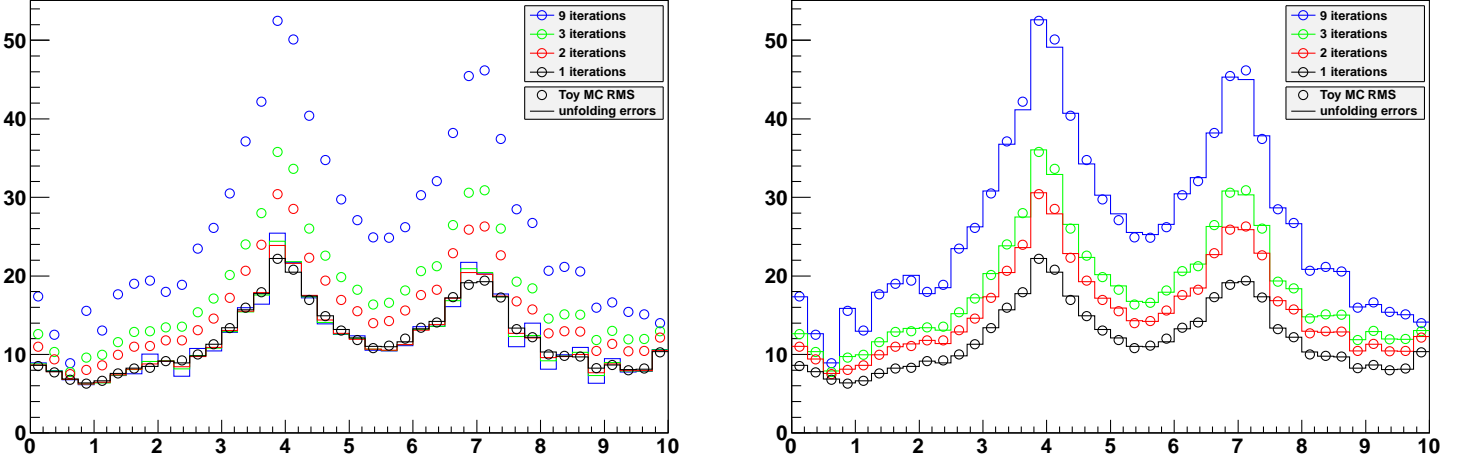 50
40
30
20
10
0
0 1 2 3 4 5 6 7 8 9 10
9 iterations
3 iterations
2 iterations
1 iterations
Toy MC RMS
unfolding errors
50
40
30
20
10
0
0 1 2 3 4 5 6 7 8 9 10
9 iterations
3 iterations
2 iterations
1 iterations
Toy MC RMS
unfolding errors